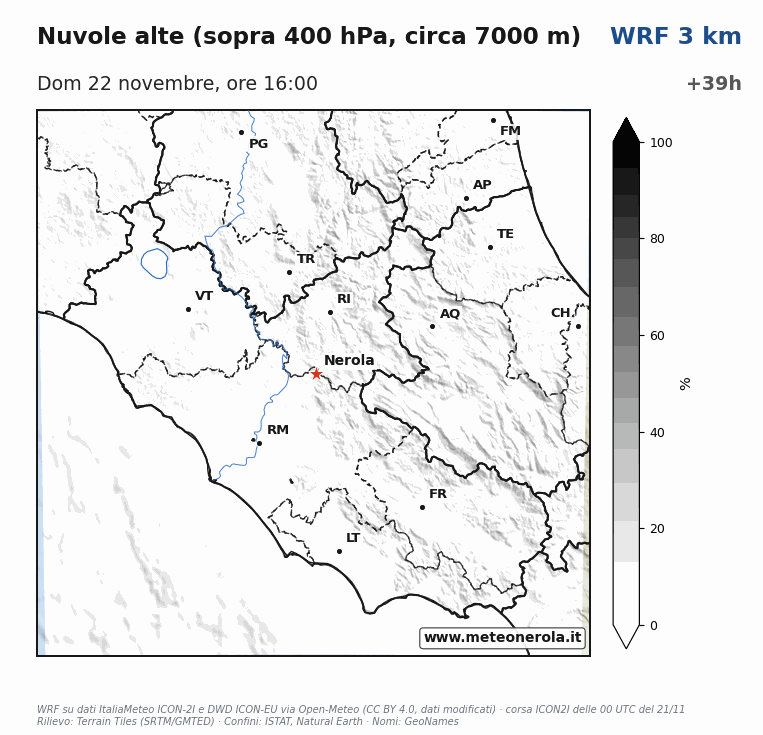 Nuvole alte (sopra 400 hPa, circa 7000 m)
WRF 3 km
Dom 22 novembre, ore 16:00
+39h
FM
PG
AP
TE
TR
VT
RI
AQ
CH
Nerola
RM
FR
LT
www.meteonerola.it
100
80
60
40
20
0
%
WRF su dati ItaliaMeteo ICON-2I e DWD ICON-EU via Open-Meteo (CC BY 4.0, dati modificati) · corsa ICON2I delle 00 UTC del 21/11
Rilievo: Terrain Tiles (SRTM/GMTED) · Confini: ISTAT, Natural Earth · Nomi: GeoNames